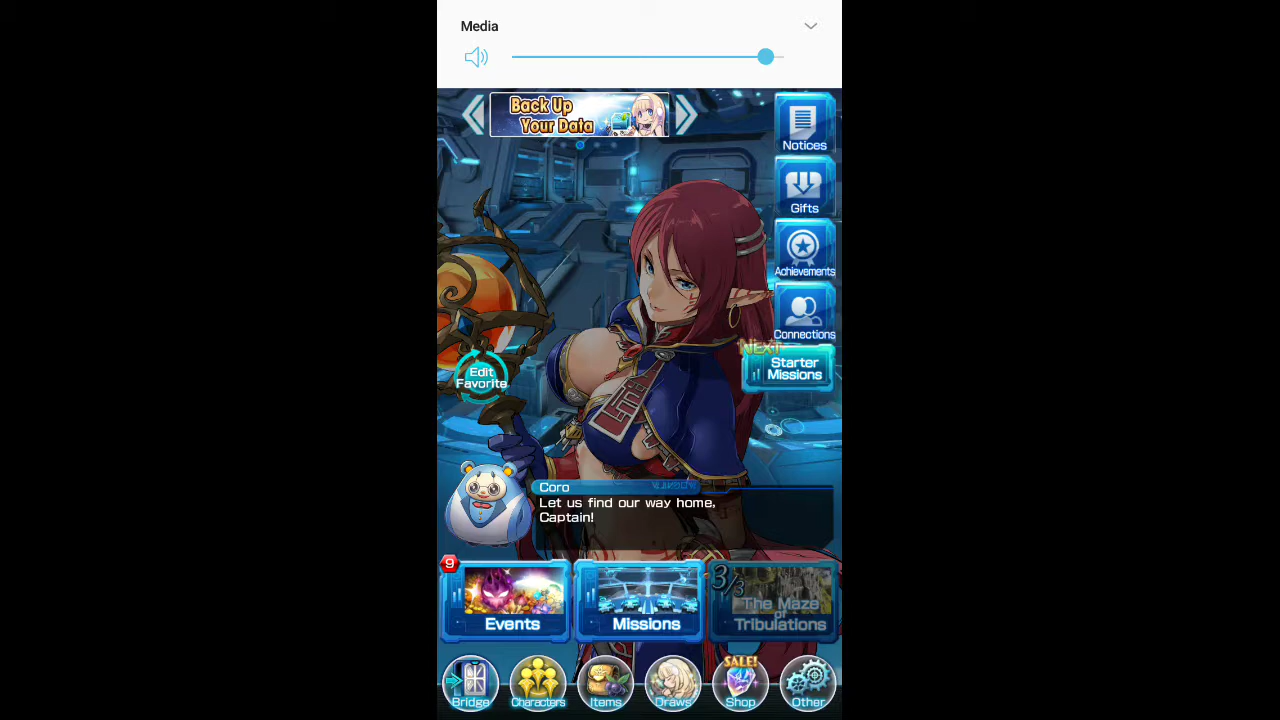 Media
Back Up
Your Data
Notices
Gifts
Achievements
Connections
NEXT
Starter
Missions
Edit
Favorite
Coro
Let us find our way home,
Captain!
9
3/3
Events
Missions
The Maze
of
Tribulations
SALE!
Bridge
Characters
Items
Draws
Shop
Other